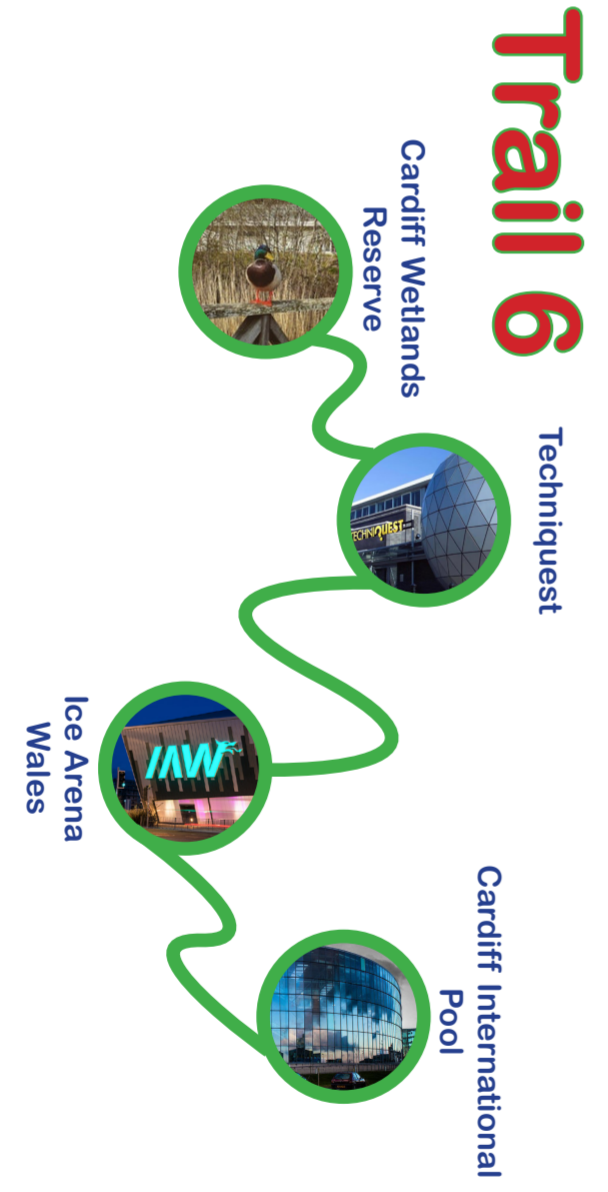 Trail 6
Cardiff Wetlands
Reserve
Techniquest
TECHNIQUEST
Ice Arena
Wales
IAW
Cardiff International
Pool